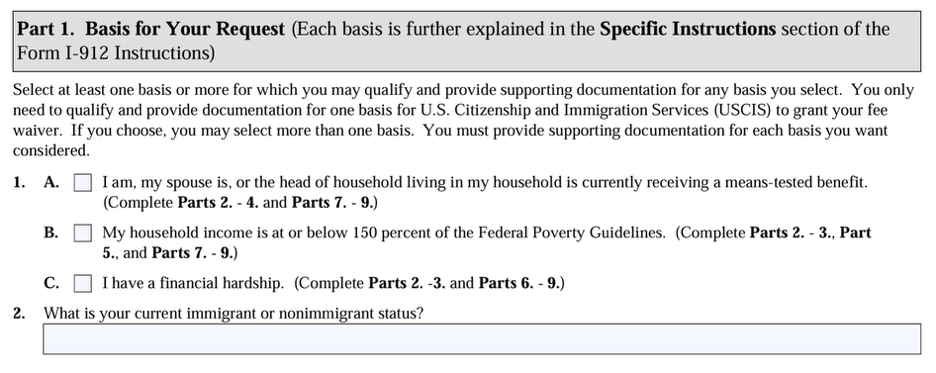 Part 1. Basis for Your Request (Each basis is further explained in the Specific Instructions section of the
Form I-912 Instructions)
Select at least one basis or more for which you may qualify and provide supporting documentation for any basis you select. You only
need to qualify and provide documentation for one basis for U.S. Citizenship and Immigration Services (USCIS) to grant your fee
waiver. If you choose, you may select more than one basis. You must provide supporting documentation for each basis you want
considered.
1. A. I am, my spouse is, or the head of household living in my household is currently receiving a means-tested benefit.
(Complete Parts 2. - 4. and Parts 7. - 9.)
B. My household income is at or below 150 percent of the Federal Poverty Guidelines. (Complete Parts 2. - 3., Part
5., and Parts 7. - 9.)
C. I have a financial hardship. (Complete Parts 2. -3. and Parts 6. - 9.)
2. What is your current immigrant or nonimmigrant status?